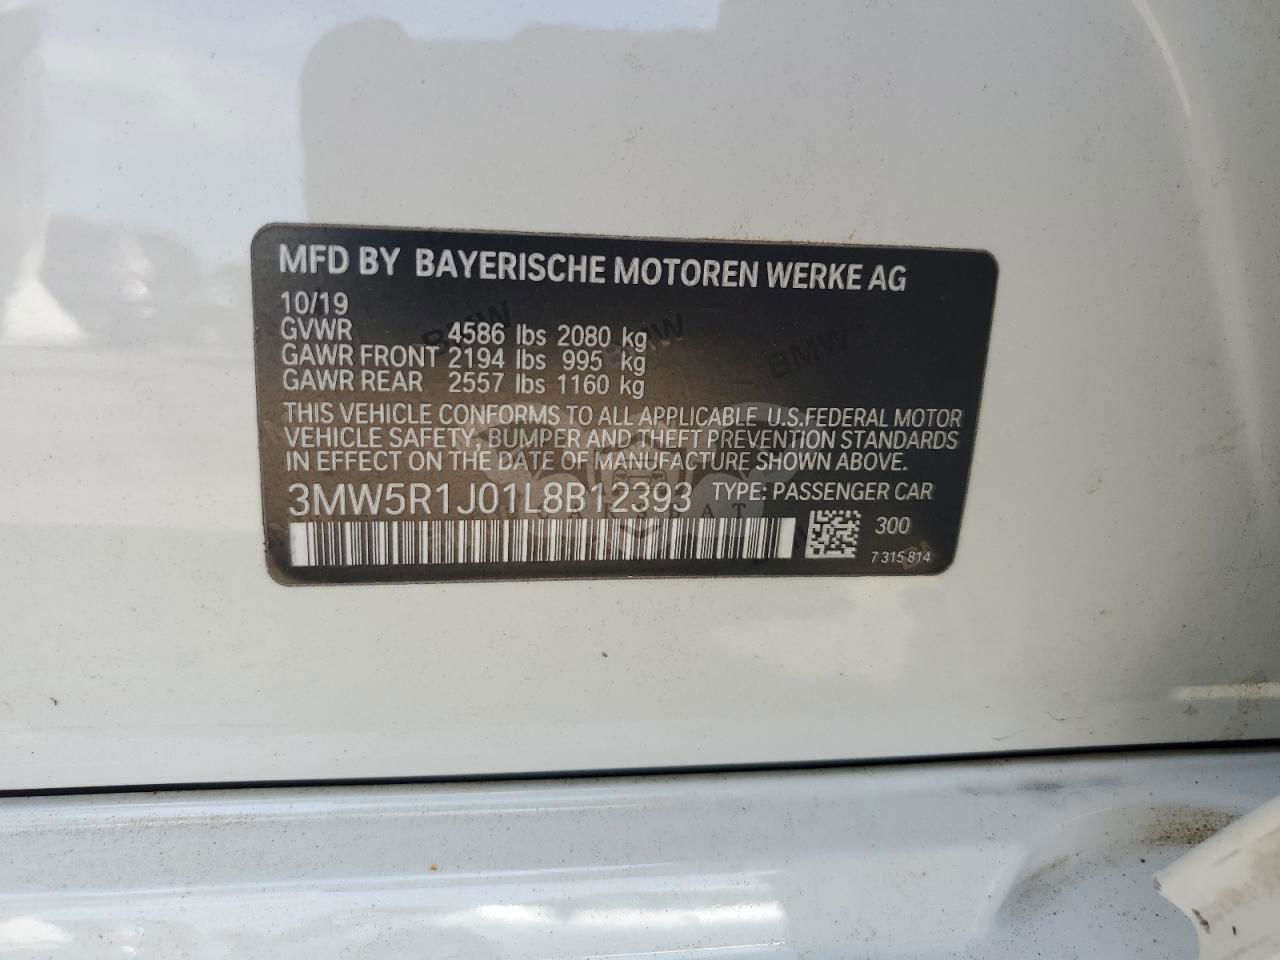 MFD BY BAYERISCHE MOTOREN WERKE AG
10/19
GVWR 4586 lbs 2080 kg
GAWR FRONT 2194 lbs 995 kg
GAWR REAR 2557 lbs 1160 kg
THIS VEHICLE CONFORMS TO ALL APPLICABLE U.S.FEDERAL MOTOR
VEHICLE SAFETY, BUMPER AND THEFT PREVENTION STANDARDS
IN EFFECT ON THE DATE OF MANUFACTURE SHOWN ABOVE.
3MW5R1J01L8B12393 TYPE: PASSENGER CAR
300
7 315 814
BMW
BMW
BMW